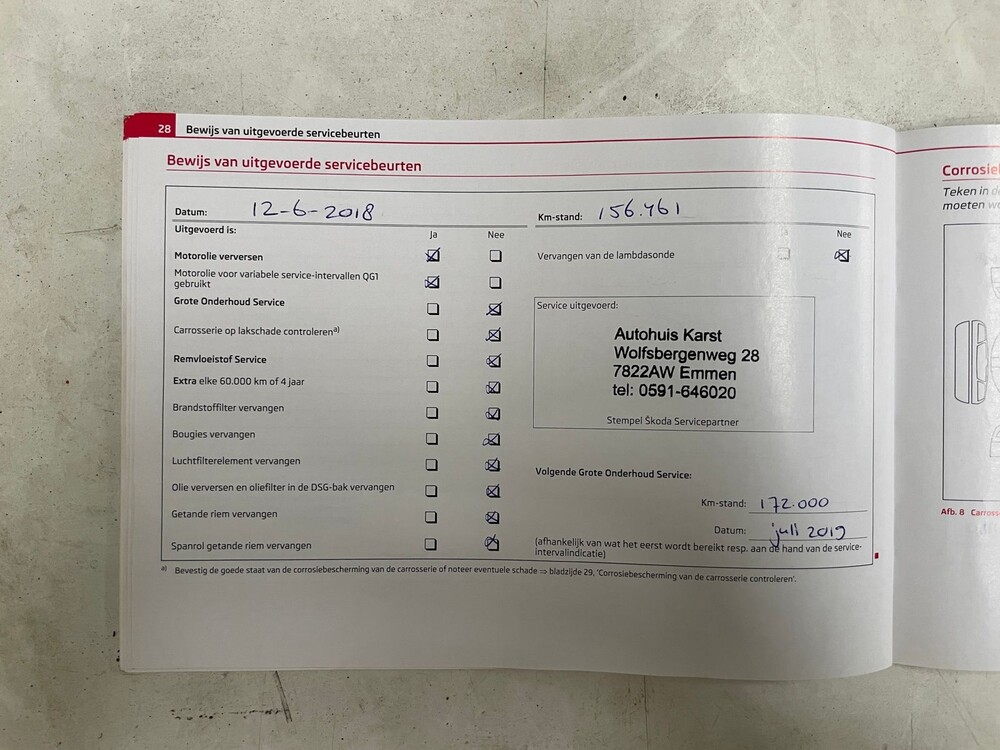 28 Bewijs van uitgevoerde servicebeurten
Bewijs van uitgevoerde servicebeurten
Datum: 12-6-2018
Km-stand: 156.461
Uitgevoerd is:
Ja Nee
Ja Nee
Motorolie verversen
Motorolie voor variabele service-intervallen QG1
gebruikt
Grote Onderhoud Service
Carrosserie op lakschade controleren a)
Remvloeistof Service
Extra elke 60.000 km of 4 jaar
Brandstoffilter vervangen
Bougies vervangen
Luchtfilterelement vervangen
Olie verversen en oliefilter in de DSG-bak vervangen
Getande riem vervangen
Spanrol getande riem vervangen
Vervangen van de lambdasonde
Service uitgevoerd:
Autohuis Karst
Wolfsbergenweg 28
7822AW Emmen
tel: 0591-646020
Stempel Škoda Servicepartner
Volgende Grote Onderhoud Service:
Km-stand: 172.000
Datum: juli 2019
(afhankelijk van wat het eerst wordt bereikt resp. aan de hand van de service-
intervalindicatie)
a) Bevestig de goede staat van de corrosiebescherming van de carrosserie of noteer eventuele schade ⇒ bladzijde 29, 'Corrosiebescherming van de carrosserie controleren'.
Teken in
moeten
Afb. 8